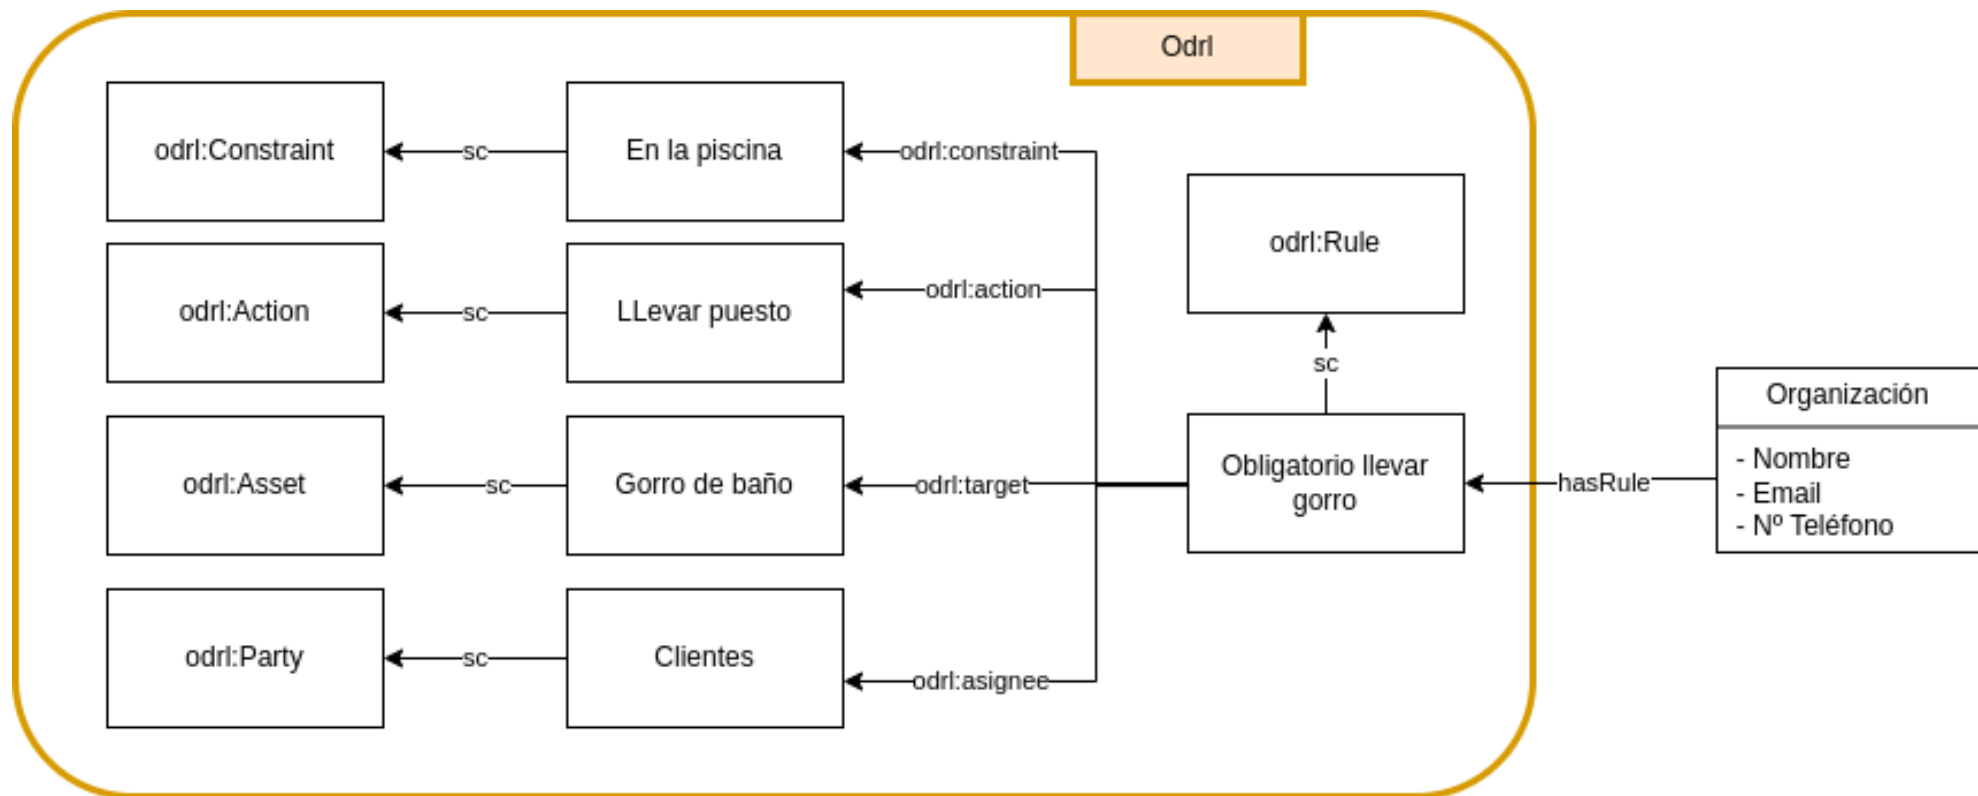 Odrl
odrl:Constraint
sc
En la piscina
odrl:constraint
odrl:Rule
odrl:Action
sc
LLevar puesto
odrl:action
sc
Organización
- Nombre
- Email
- Nº Teléfono
odrl:Asset
sc
Gorro de baño
odrl:target
Obligatorio llevar
gorro
hasRule
odrl:Party
sc
Clientes
odrl:asignee